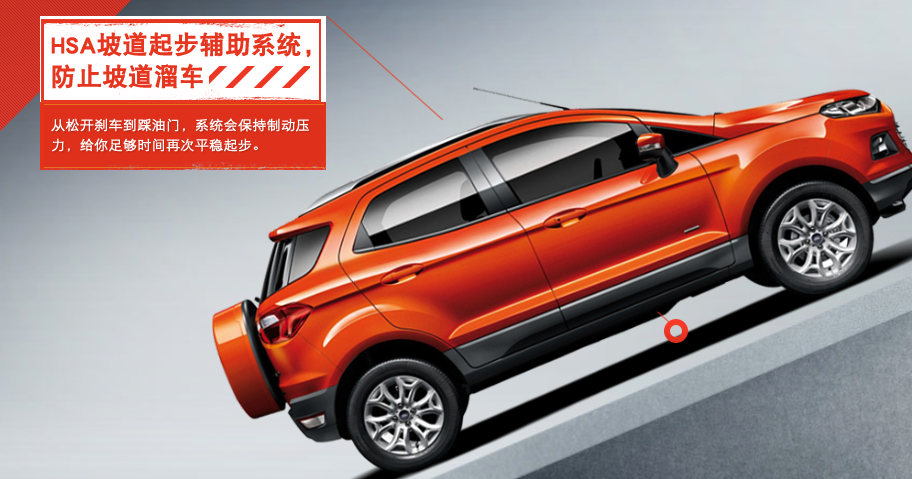 HSA坡道起步辅助系统，
防止坡道溜车
从松开刹车到踩油门，系统会保持制动压
力，给你足够时间再次平稳起步。